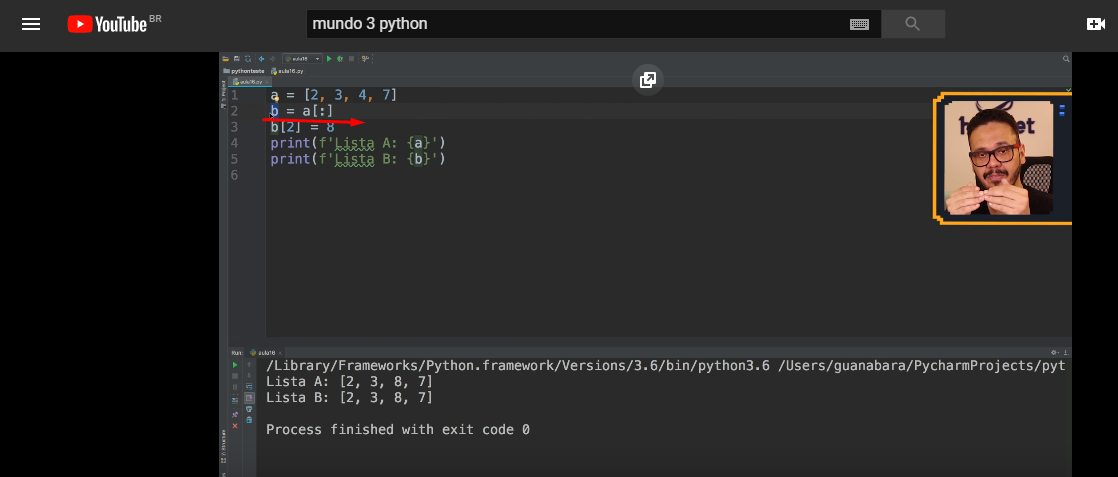 YouTube BR
mundo 3 python
aula16
pythonteste
aula16.py
aula16.py
1 a = [2, 3, 4, 7]
2 b = a[:]
3 b[2] = 8
4 print(f'Lista A: {a}')
5 print(f'Lista B: {b}')
6
Run: aula16
/Library/Frameworks/Python.framework/Versions/3.6/bin/python3.6 /Users/guanabara/PycharmProjects/pyt
Lista A: [2, 3, 8, 7]
Lista B: [2, 3, 8, 7]
Process finished with exit code 0